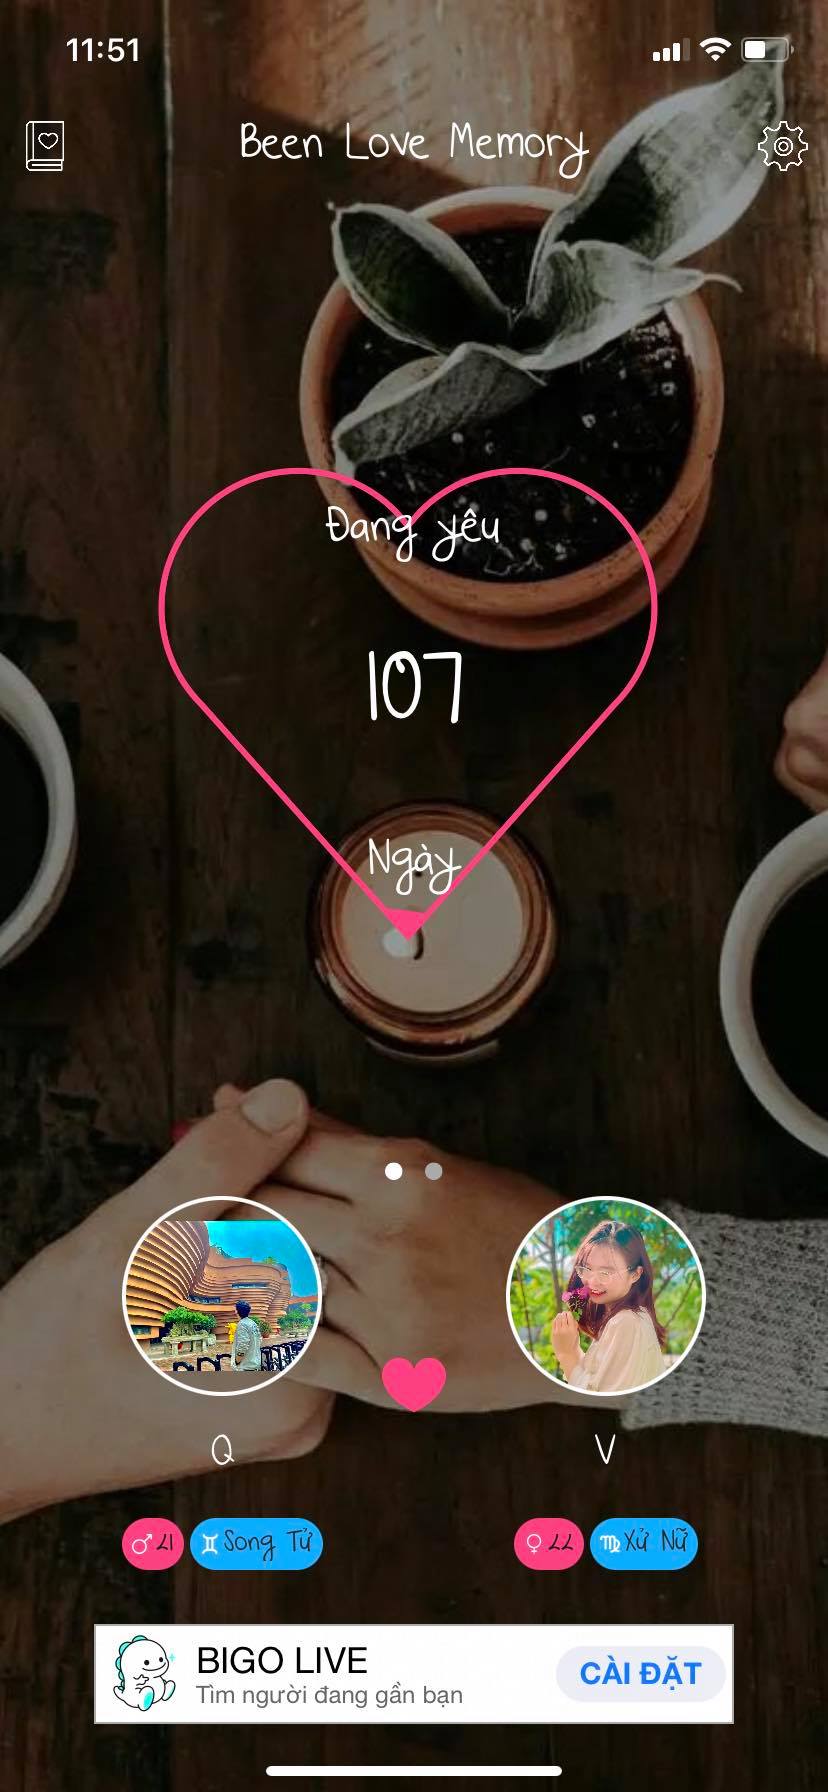 11:51
Been Love Memory
Đang yêu
107
Ngày
Q
V
♂ 21 ♊ Song Tử
♀ 22 ♍ Xử Nữ
BIGO LIVE
Tìm người đang gần bạn
CÀI ĐẶT